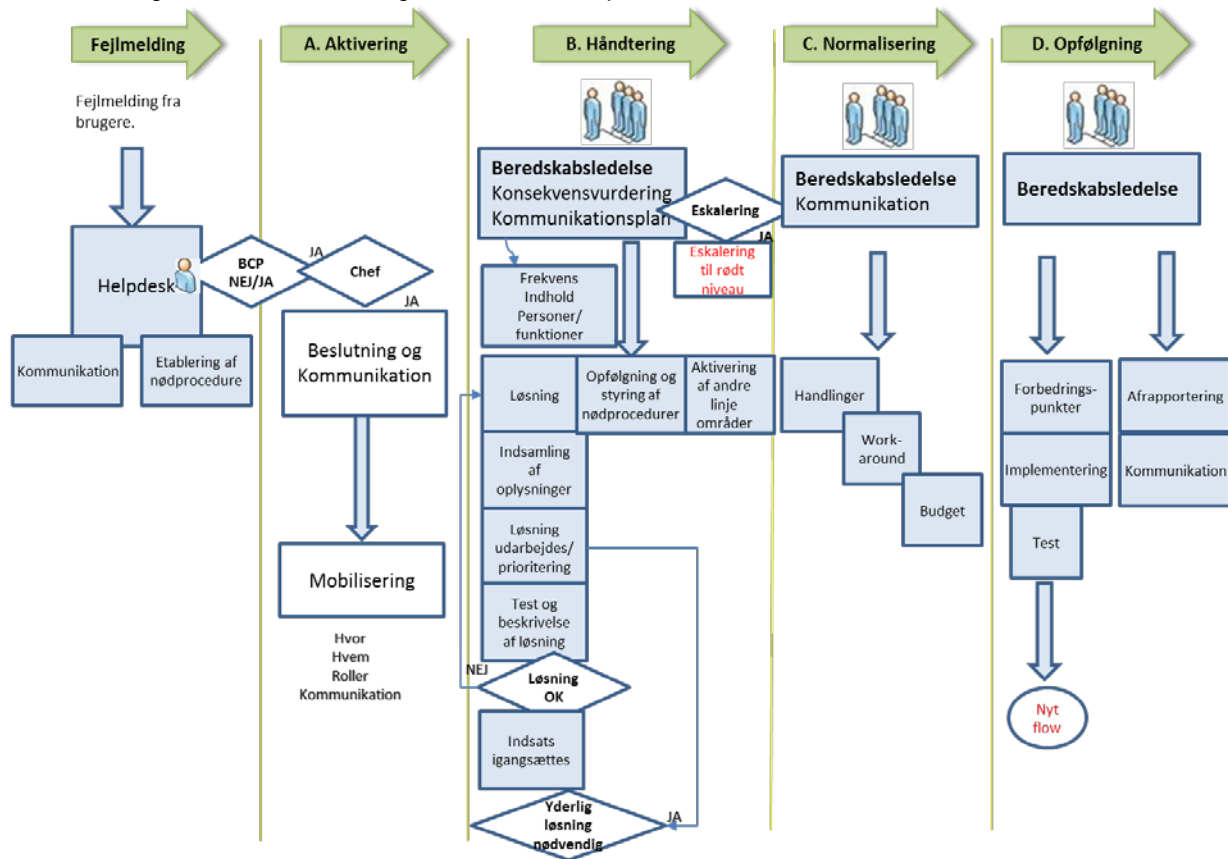 Fejlmelding
A. Aktivering
B. Håndtering
C. Normalisering
D. Opfølgning
Fejlmelding fra
brugere.
Helpdesk
BCP
NEJ/JA
Kommunikation
Etablering af
nødprocedure
JA
Chef
JA
Beslutning og
Kommunikation
Mobilisering
Hvor
Hvem
Roller
Kommunikation
Beredskabsledelse
Konsekvensvurdering
Kommunikationsplan
Eskalering
JA
Eskalering
til rødt
niveau
Frekvens
Indhold
Personer/
funktioner
Løsning
Opfølgning og
styring af
nødprocedurer
Aktivering
af andre
linje
områder
Indsamling
af
oplysninger
Løsning
udarbejdes/
prioritering
Test og
beskrivelse
af løsning
NEJ
Løsning
OK
Indsats
igangsættes
Yderlig
løsning
nødvendig
JA
Beredskabsledelse
Kommunikation
Handlinger
Work-
around
Budget
Beredskabsledelse
Forbedrings-
punkter
Implementering
Test
Nyt
flow
Afrapportering
Kommunikation